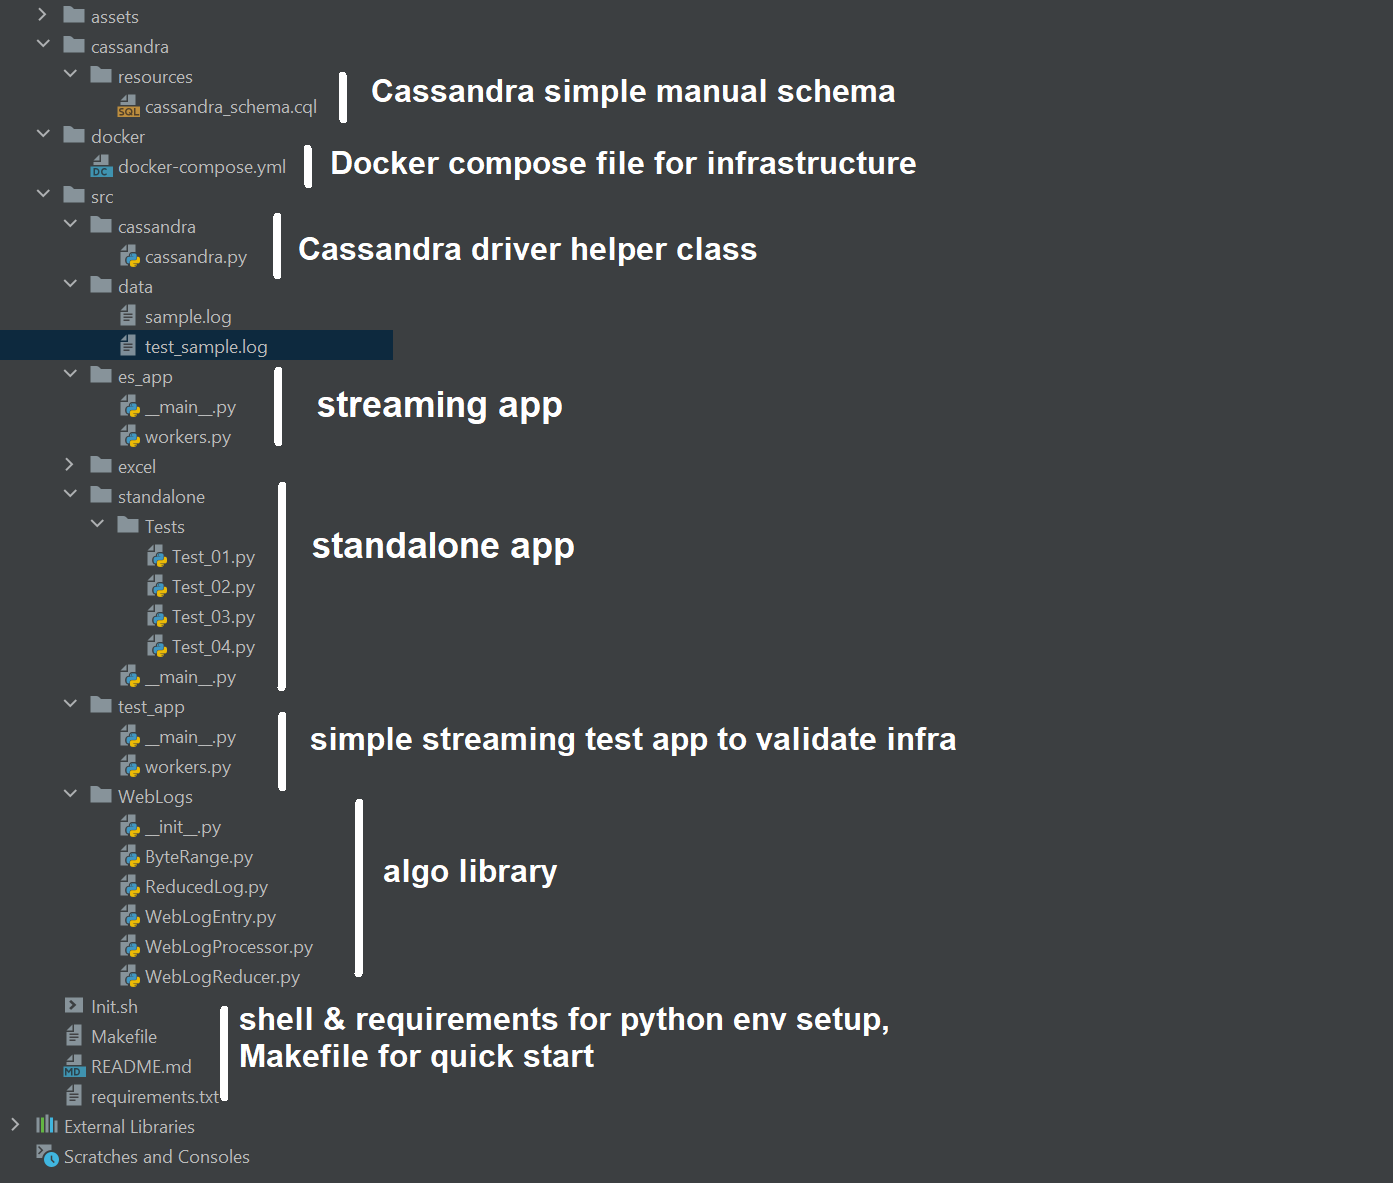 assets
cassandra
resources
Cassandra simple manual schema
cassandra_schema.cql
SQL
docker
docker-compose.yml
DC
Docker compose file for infrastructure
src
cassandra
Cassandra driver helper class
cassandra.py
data
sample.log
test_sample.log
es_app
streaming app
__main__.py
workers.py
excel
standalone
Tests
standalone app
Test_01.py
Test_02.py
Test_03.py
Test_04.py
__main__.py
test_app
__main__.py
simple streaming test app to validate infra
workers.py
WebLogs
__init__.py
ByteRange.py
algo library
ReducedLog.py
WebLogEntry.py
WebLogProcessor.py
WebLogReducer.py
Init.sh
shell & requirements for python env setup,
Makefile for quick start
Makefile
README.md
MD
requirements.txt
External Libraries
Scratches and Consoles